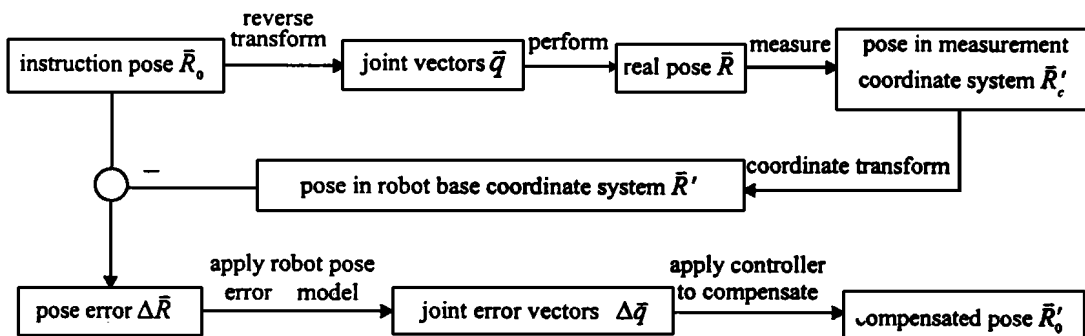 reverse
transform
perform
measure
instruction pose R̄₀
joint vectors q̄
real pose R̄
pose in measurement
coordinate system R̄′c
−
coordinate transform
pose in robot base coordinate system R̄′
apply robot pose
error model
apply controller
to compensate
pose error ΔR̄
joint error vectors Δq̄
compensated pose R̄′₀